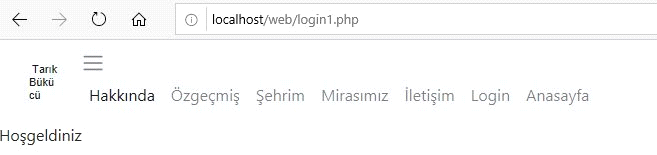 localhost/web/login1.php
Tarık
Bükü
cü
Hakkında Özgeçmiş Şehrim Mirasımız İletişim Login Anasayfa
Hoşgeldiniz